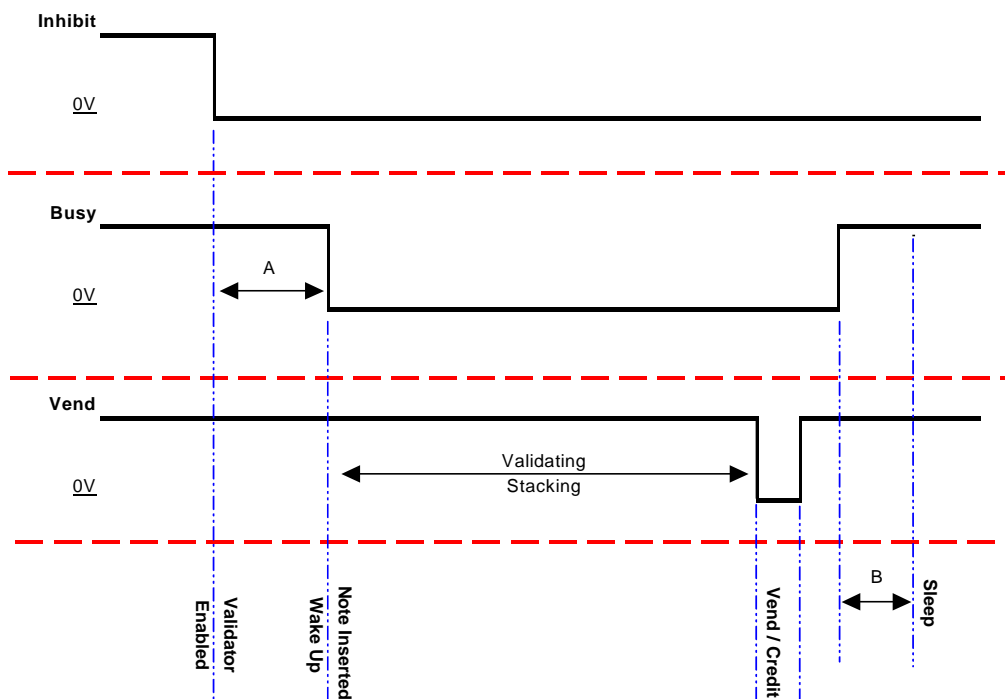 Inhibit
0V
Busy
A
0V
Vend
Validating
Stacking
0V
Validator
Enabled
Note Inserted
Wake Up
Vend / Credit
B
Sleep